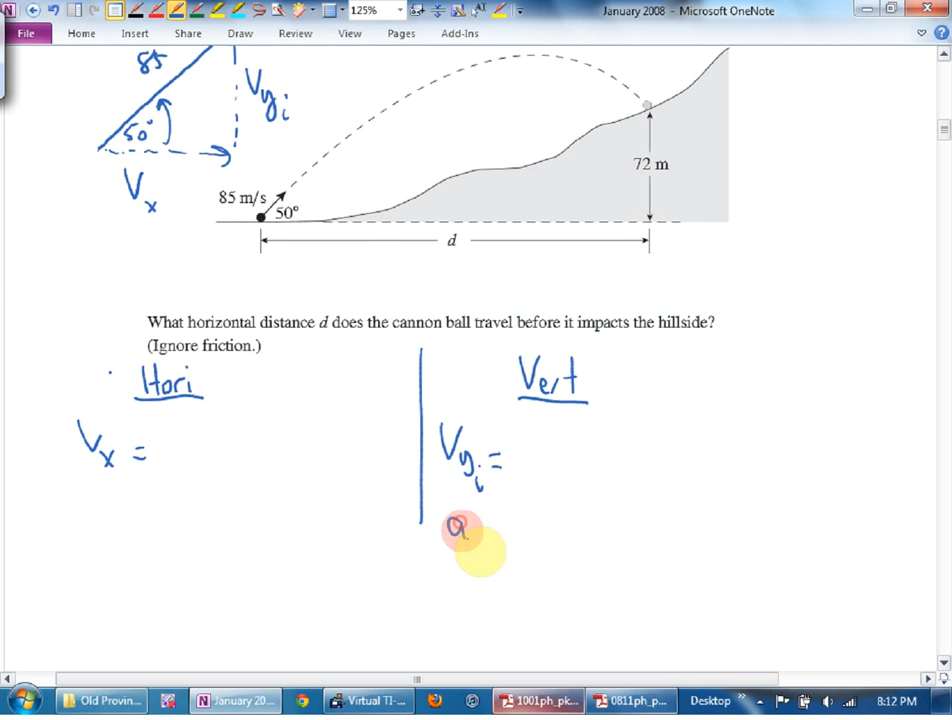 125%
January 2008 - Microsoft OneNote
File Home Insert Share Draw Review View Pages Add-Ins
85
Vyi
50°
Vx
72 m
85 m/s
50°
d
What horizontal distance d does the cannon ball travel before it impacts the hillside?
(Ignore friction.)
Hori
Vert
Vx =
Vyi =
a
Old Provin... January 20... Virtual TI-... 1001ph_pk... 0811ph_p... Desktop 8:12 PM